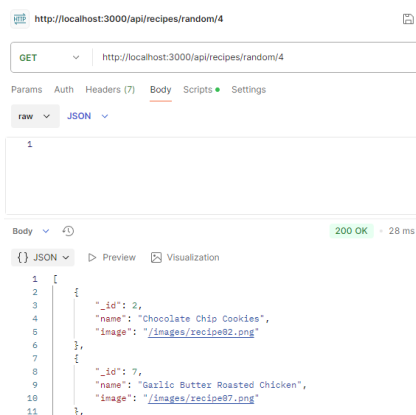 HTTP http://localhost:3000/api/recipes/random/4
GET http://localhost:3000/api/recipes/random/4
Params Auth Headers (7) Body Scripts Settings
raw JSON
1
Body 200 OK • 28 ms
{} JSON Preview Visualization
1 [
2 {
3 "_id": 2,
4 "name": "Chocolate Chip Cookies",
5 "image": "/images/recipe02.png"
6 },
7 {
8 "_id": 7,
9 "name": "Garlic Butter Roasted Chicken",
10 "image": "/images/recipe07.png"
11 },